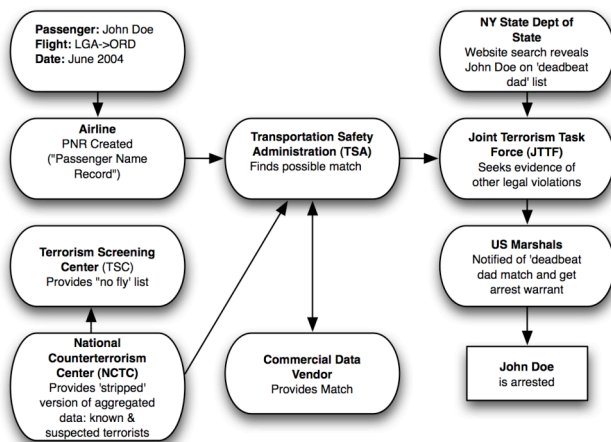 Passenger: John Doe
Flight: LGA->ORD
Date: June 2004
NY State Dept of
State
Website search reveals
John Doe on 'deadbeat
dad' list
Airline
PNR Created
("Passenger Name
Record")
Transportation Safety
Administration (TSA)
Finds possible match
Joint Terrorism Task
Force (JTTF)
Seeks evidence of
other legal violations
Terrorism Screening
Center (TSC)
Provides "no fly' list
US Marshals
Notified of 'deadbeat
dad match and get
arrest warrant
National
Counterterrorism
Center (NCTC)
Provides 'stripped'
version of aggregated
data: known &
suspected terrorists
Commercial Data
Vendor
Provides Match
John Doe
is arrested